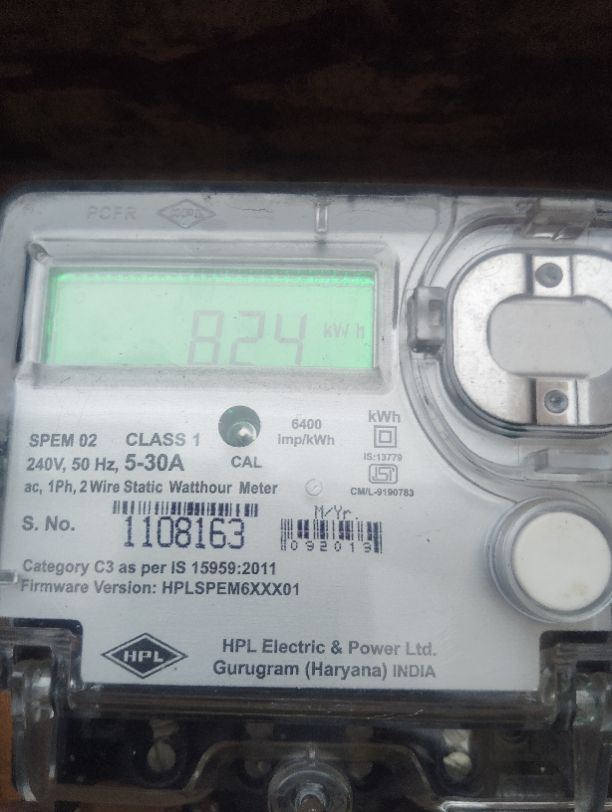 PCFR HPL
824 kWh
SPEM 02 CLASS 1
6400
imp/kWh
kWh
240V, 50 Hz, 5-30A
CAL
IS:13779
ISI
ac, 1Ph, 2 Wire Static Watthour Meter
CM/L-9190783
M/Yr.
S. No. 1108163
092019
Category C3 as per IS 15959:2011
Firmware Version: HPLSPEM6XXX01
HPL
HPL Electric & Power Ltd.
Gurugram (Haryana) INDIA